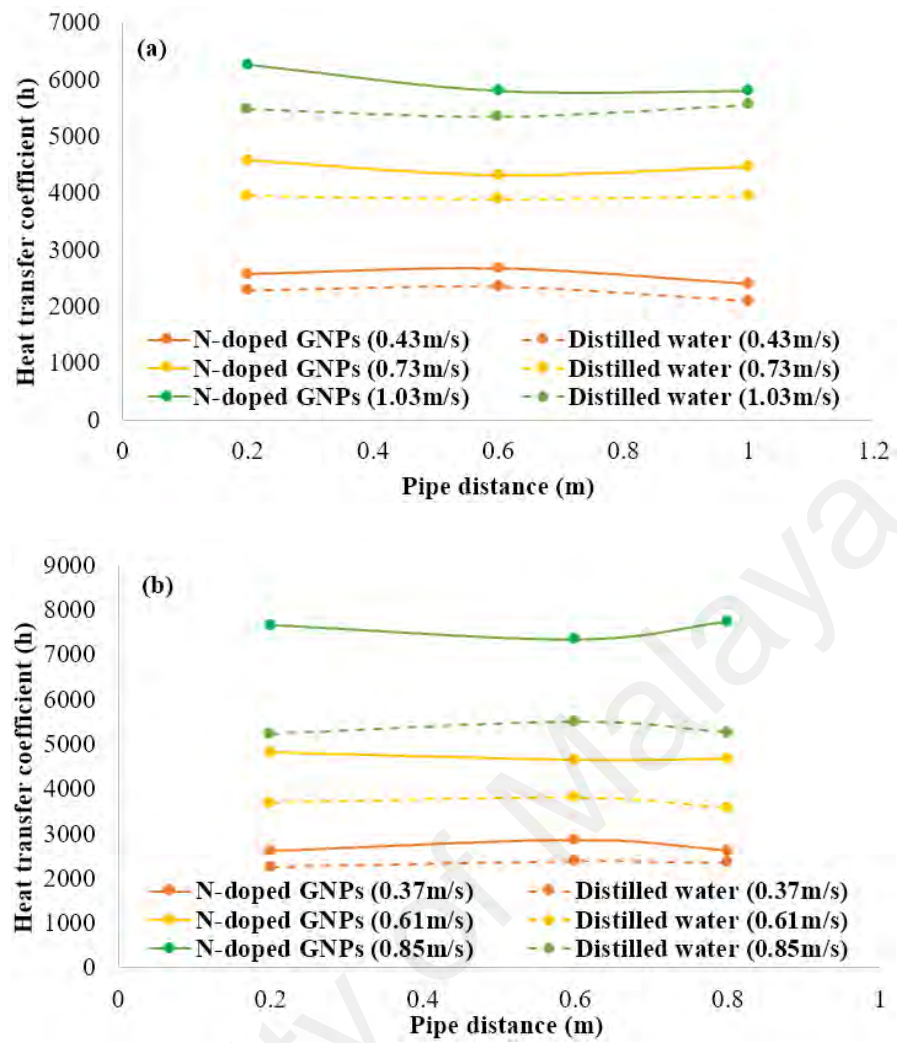 (a)
Heat transfer coefficient (h)
7000
6000
5000
4000
3000
2000
1000
0
N-doped GNPs (0.43m/s) Distilled water (0.43m/s)
N-doped GNPs (0.73m/s) Distilled water (0.73m/s)
N-doped GNPs (1.03m/s) Distilled water (1.03m/s)
0 0.2 0.4 0.6 0.8 1 1.2
Pipe distance (m)
(b)
Heat transfer coefficient (h)
9000
8000
7000
6000
5000
4000
3000
2000
1000
0
N-doped GNPs (0.37m/s) Distilled water (0.37m/s)
N-doped GNPs (0.61m/s) Distilled water (0.61m/s)
N-doped GNPs (0.85m/s) Distilled water (0.85m/s)
0 0.2 0.4 0.6 0.8 1
Pipe distance (m)
of Malaya